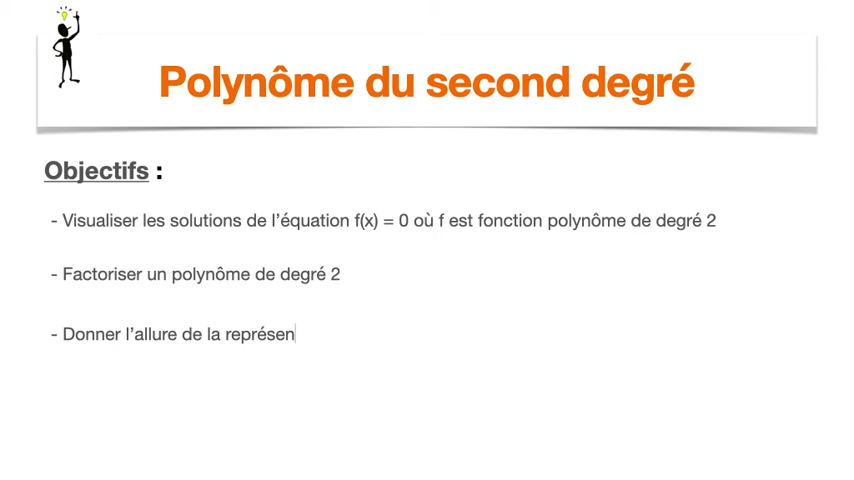 Polynôme du second degré
Objectifs :
- Visualiser les solutions de l’équation f(x) = 0 où f est fonction polynôme de degré 2
- Factoriser un polynôme de degré 2
- Donner l’allure de la représen